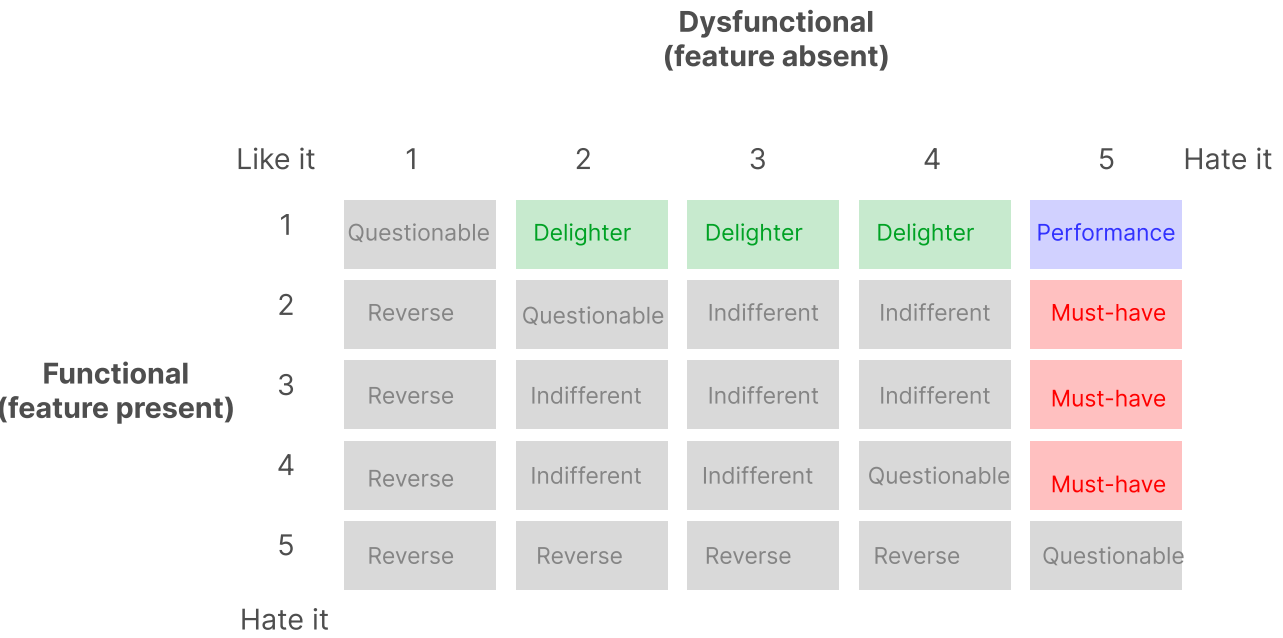 Dysfunctional
(feature absent)
Like it 1 2 3 4 5 Hate it
1 Questionable Delighter Delighter Delighter Performance
2 Reverse Questionable Indifferent Indifferent Must-have
Functional
(feature present)
3 Reverse Indifferent Indifferent Indifferent Must-have
4 Reverse Indifferent Indifferent Questionable Must-have
5 Reverse Reverse Reverse Reverse Questionable
Hate it